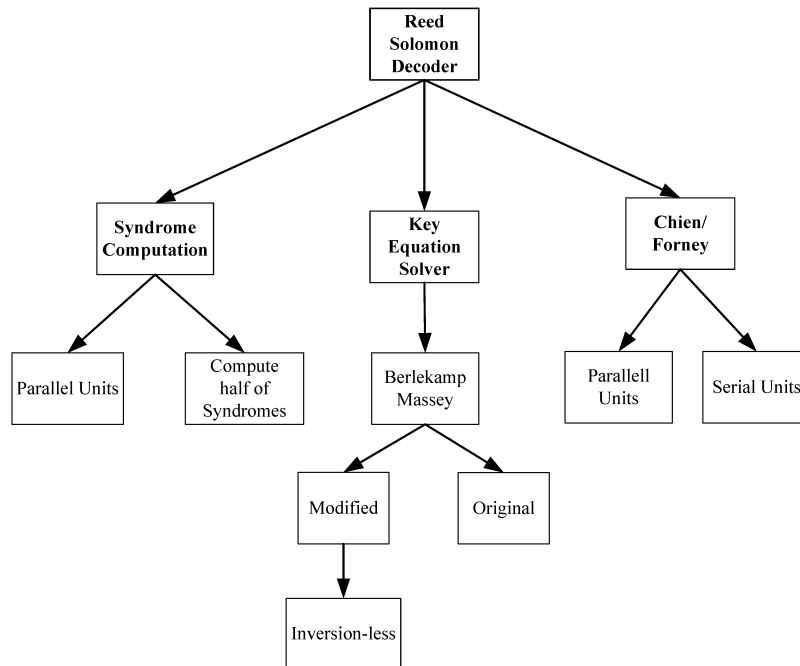 Reed
Solomon
Decoder
Syndrome
Computation
Key
Equation
Solver
Chien/
Forney
Parallel Units
Compute
half of
Syndromes
Berlekamp
Massey
Parallell
Units
Serial Units
Modified
Original
Inversion-less